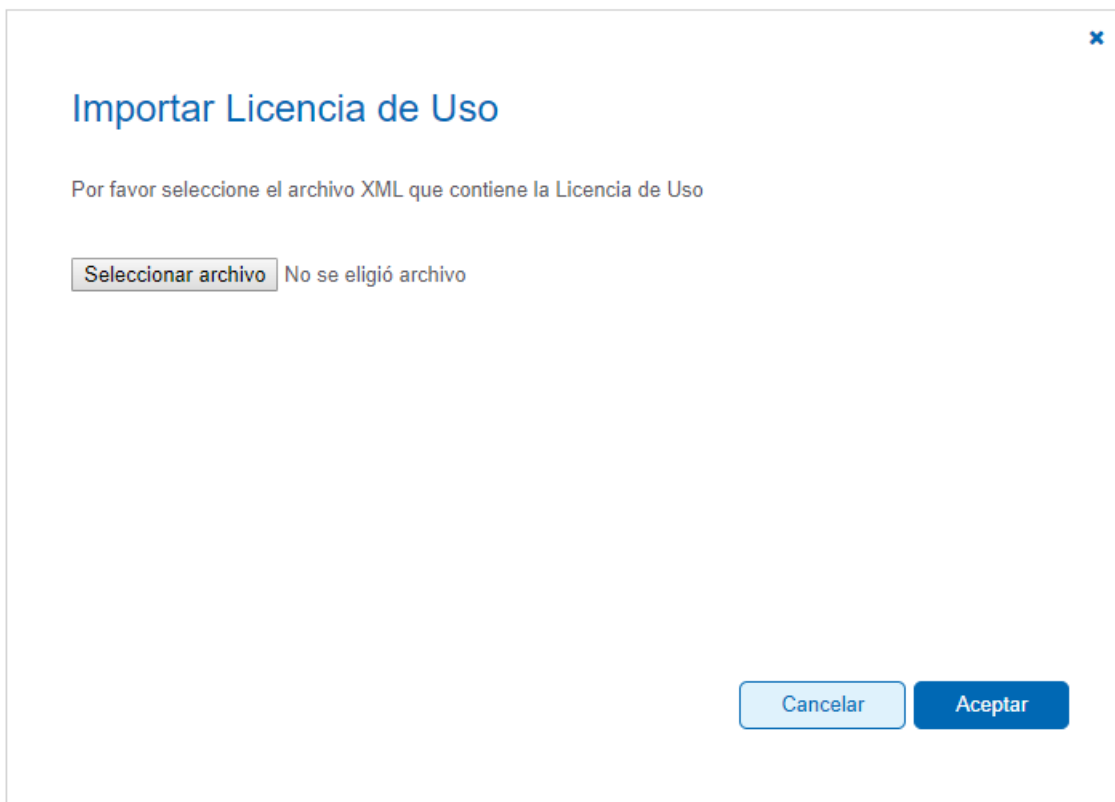 Importar Licencia de Uso
Por favor seleccione el archivo XML que contiene la Licencia de Uso
Seleccionar archivo No se eligió archivo
Cancelar Aceptar